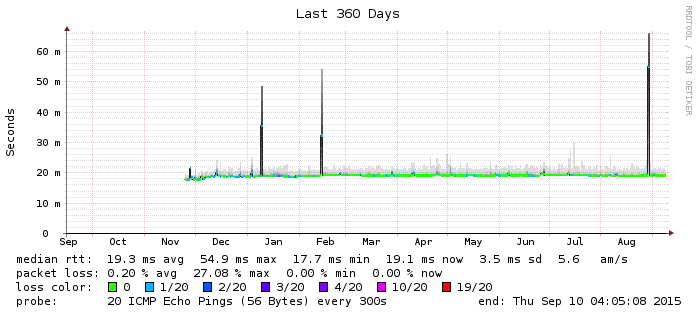 Last 360 Days
RRDTOOL / TOBI OETIKER
Seconds
60 m
50 m
40 m
30 m
20 m
10 m
0
Sep Oct Nov Dec Jan Feb Mar Apr May Jun Jul Aug
median rtt: 19.3 ms avg 54.9 ms max 17.7 ms min 19.1 ms now 3.5 ms sd 5.6 am/s
packet loss: 0.20 % avg 27.08 % max 0.00 % min 0.00 % now
loss color: 0 1/20 2/20 3/20 4/20 10/20 19/20
probe: 20 ICMP Echo Pings (56 Bytes) every 300s end: Thu Sep 10 04:05:08 2015